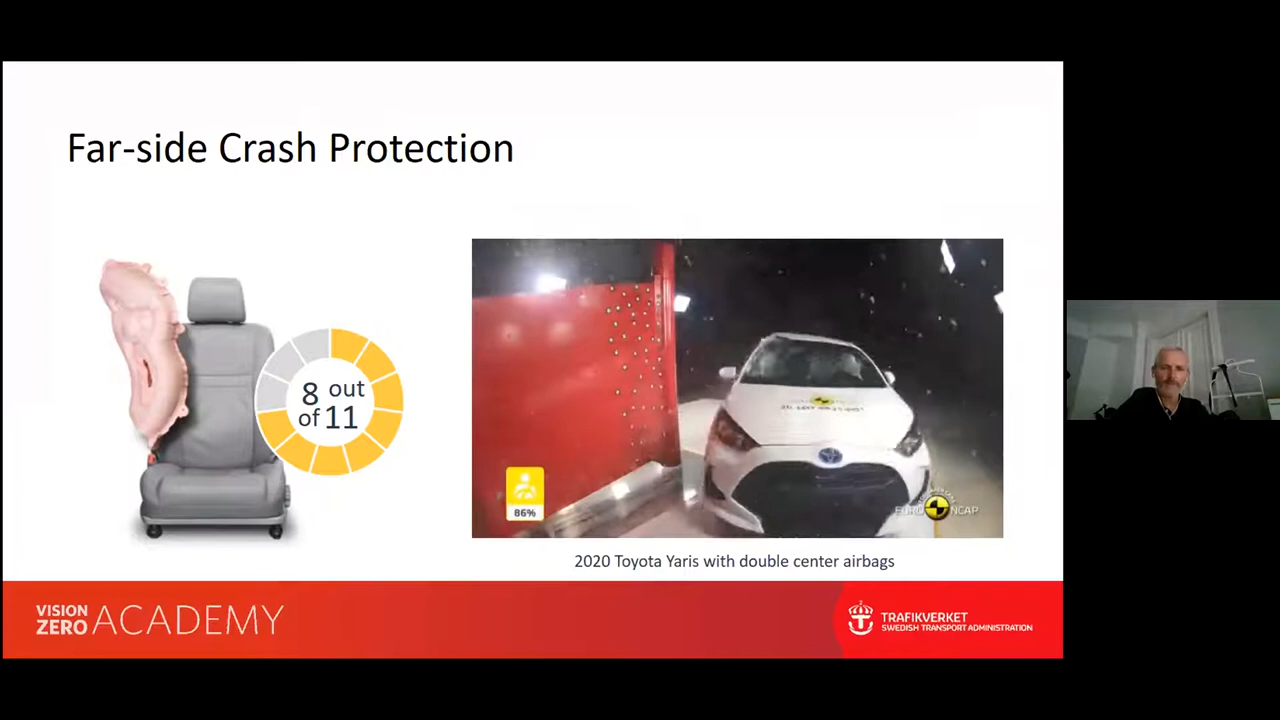 Far-side Crash Protection
8 out
of 11
86%
EURO NCAP
2020 Toyota Yaris with double center airbags
VISION
ZERO ACADEMY
TRAFIKVERKET
SWEDISH TRANSPORT ADMINISTRATION